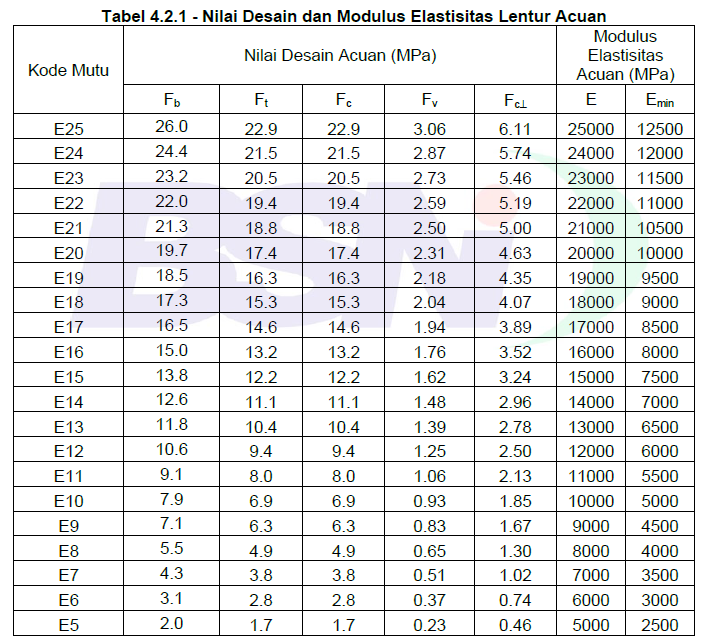 Tabel 4.2.1 - Nilai Desain dan Modulus Elastisitas Lentur Acuan
Kode Mutu
Nilai Desain Acuan (MPa)
Modulus
Elastisitas
Acuan (MPa)
Fb Ft Fc Fv Fc⊥ E Emin
E25 26.0 22.9 22.9 3.06 6.11 25000 12500
E24 24.4 21.5 21.5 2.87 5.74 24000 12000
E23 23.2 20.5 20.5 2.73 5.46 23000 11500
E22 22.0 19.4 19.4 2.59 5.19 22000 11000
E21 21.3 18.8 18.8 2.50 5.00 21000 10500
E20 19.7 17.4 17.4 2.31 4.63 20000 10000
E19 18.5 16.3 16.3 2.18 4.35 19000 9500
E18 17.3 15.3 15.3 2.04 4.07 18000 9000
E17 16.5 14.6 14.6 1.94 3.89 17000 8500
E16 15.0 13.2 13.2 1.76 3.52 16000 8000
E15 13.8 12.2 12.2 1.62 3.24 15000 7500
E14 12.6 11.1 11.1 1.48 2.96 14000 7000
E13 11.8 10.4 10.4 1.39 2.78 13000 6500
E12 10.6 9.4 9.4 1.25 2.50 12000 6000
E11 9.1 8.0 8.0 1.06 2.13 11000 5500
E10 7.9 6.9 6.9 0.93 1.85 10000 5000
E9 7.1 6.3 6.3 0.83 1.67 9000 4500
E8 5.5 4.9 4.9 0.65 1.30 8000 4000
E7 4.3 3.8 3.8 0.51 1.02 7000 3500
E6 3.1 2.8 2.8 0.37 0.74 6000 3000
E5 2.0 1.7 1.7 0.23 0.46 5000 2500
BSNi